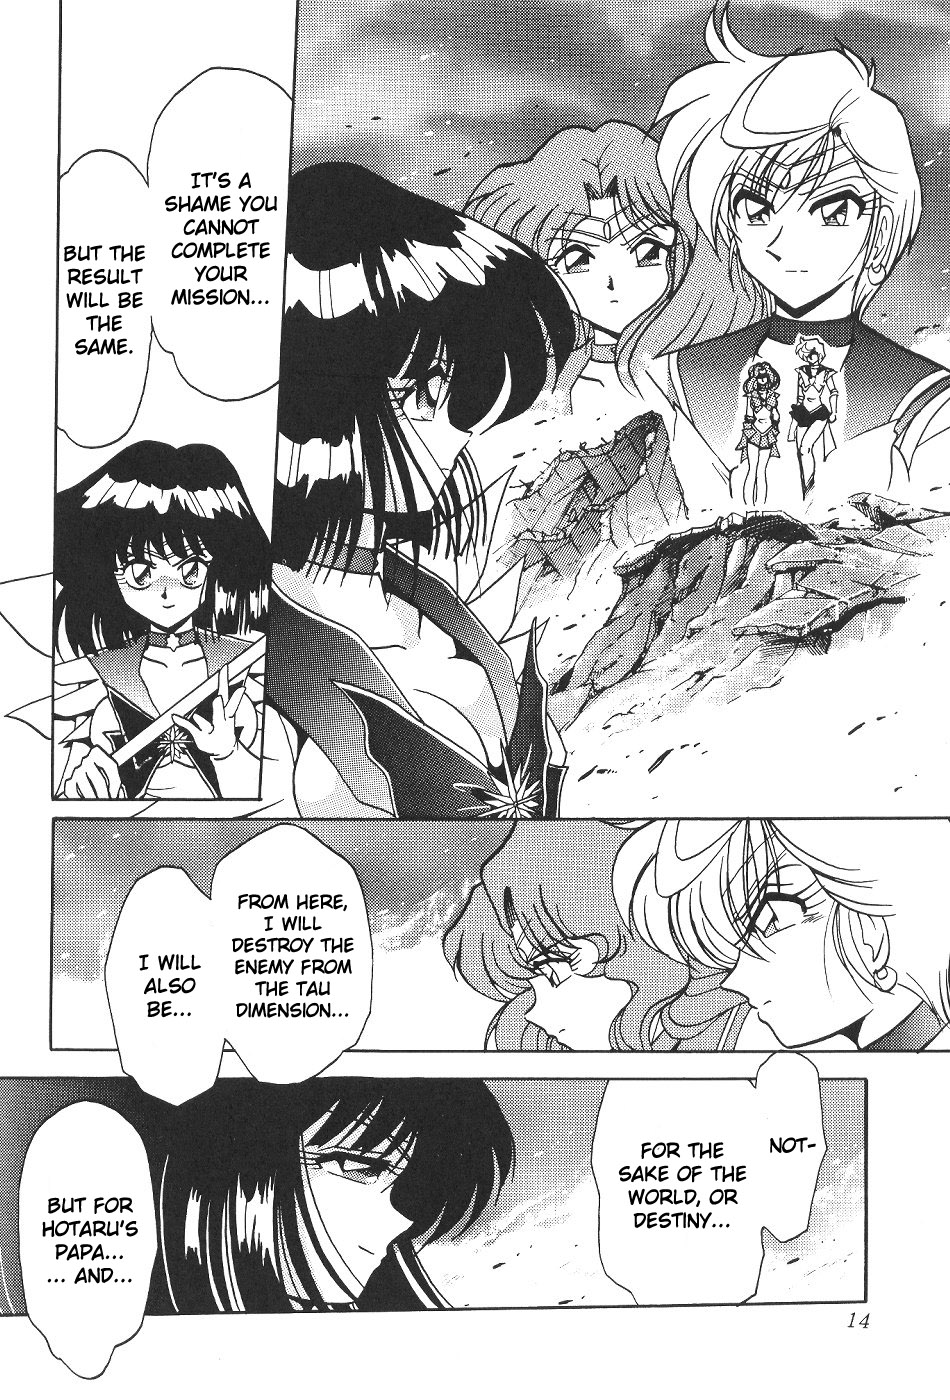 IT'S A
SHAME YOU
CANNOT
COMPLETE
YOUR
MISSION...
BUT THE
RESULT
WILL BE
THE
SAME.
FROM HERE,
I WILL
DESTROY THE
ENEMY FROM
THE TAU
DIMENSION...
I WILL
ALSO
BE...
NOT-
FOR THE
SAKE OF THE
WORLD, OR
DESTINY...
BUT FOR
HOTARU'S
PAPA...
... AND...
14